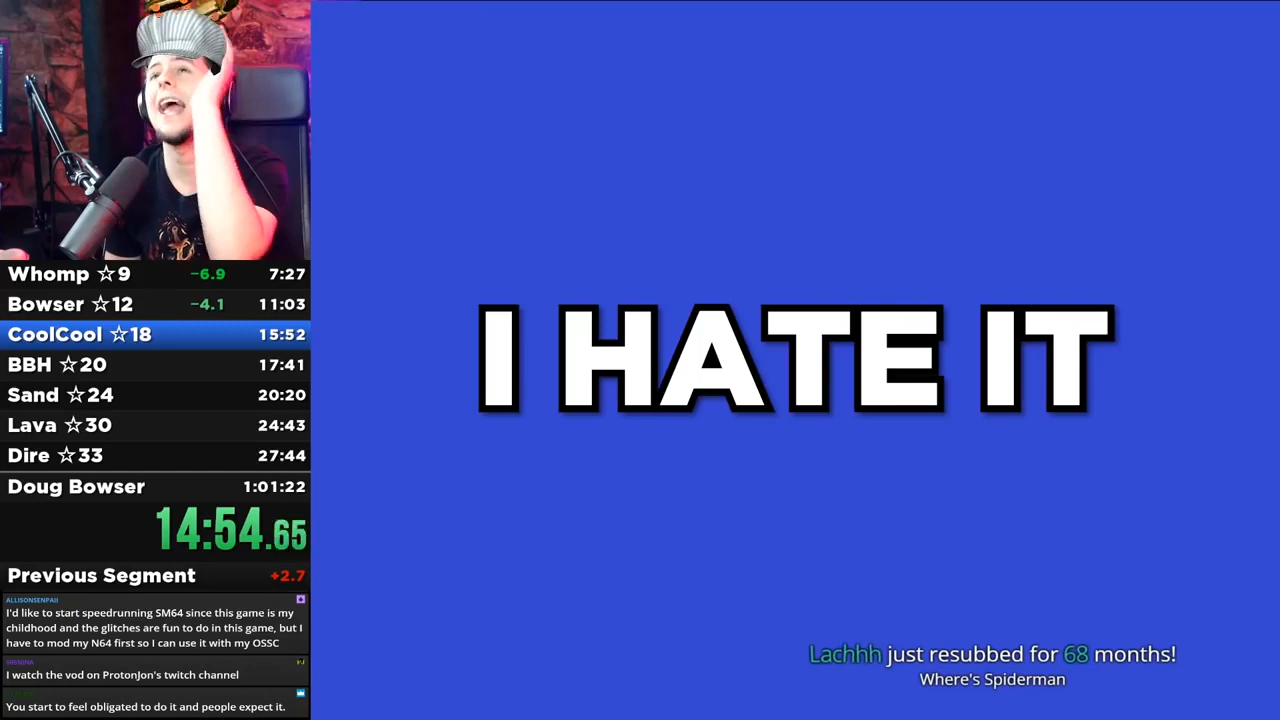 Whomp ☆9 −6.9 7:27
Bowser ☆12 −4.1 11:03
CoolCool ☆18 15:52
BBH ☆20 17:41
Sand ☆24 20:20
Lava ☆30 24:43
Dire ☆33 27:44
Doug Bowser 1:01:22
14:54.65
Previous Segment +2.7
ALLISONSENPAII
I'd like to start speedrunning SM64 since this game is my
childhood and the glitches are fun to do in this game, but I
have to mod my N64 first so I can use it with my OSSC
I watch the vod on ProtonJon's twitch channel
You start to feel obligated to do it and people expect it.
I HATE IT
Lachhh just resubbed for 68 months!
Where's Spiderman